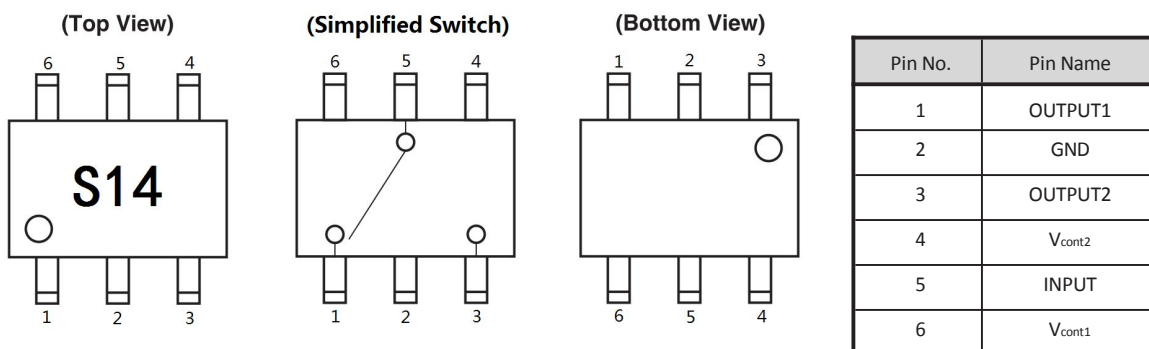 (Top View)
6 5 4
S14
1 2 3
(Simplified Switch)
6 5 4
1 2 3
(Bottom View)
1 2 3
6 5 4
Pin No. Pin Name
1 OUTPUT1
2 GND
3 OUTPUT2
4 Vcont2
5 INPUT
6 Vcont1